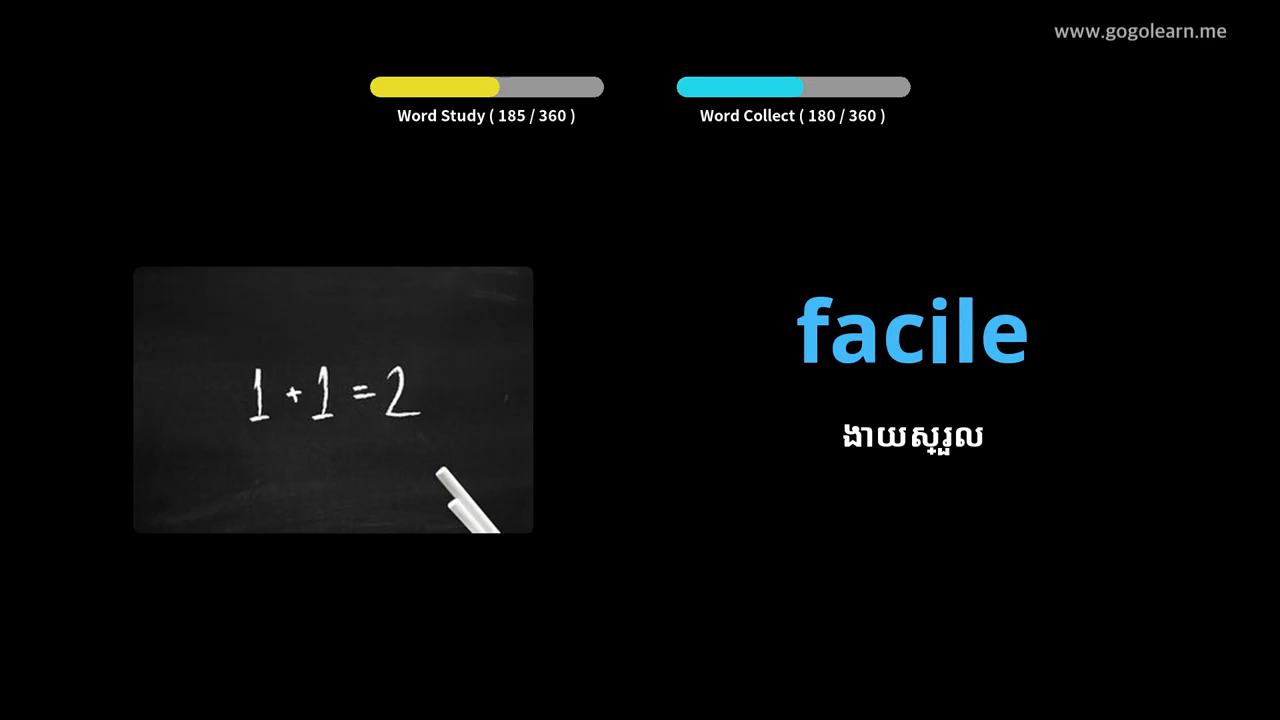 www.gogolearn.me
Word Study ( 185 / 360 )
Word Collect ( 180 / 360 )
1 + 1 = 2
facile
ងាយស្រួល